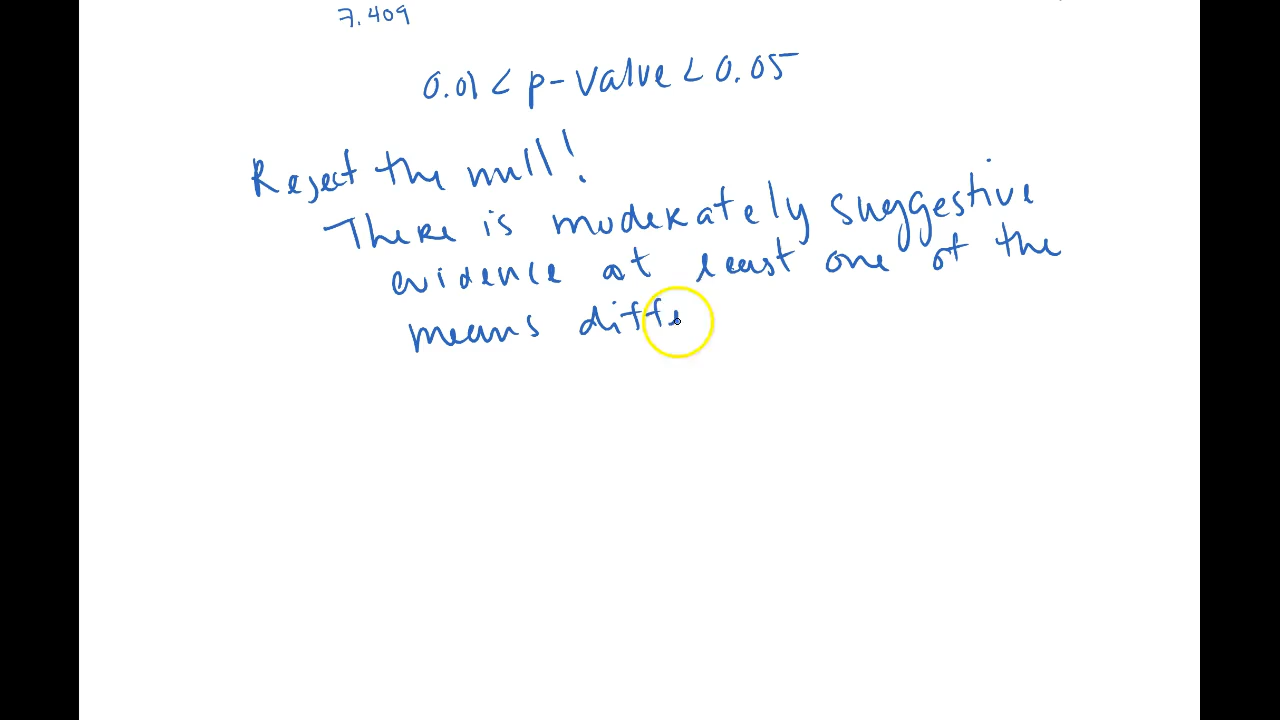 7.409
0.01 < p-value < 0.05
Reject the null!
There is moderately suggestive
evidence at least one of the
means diffe